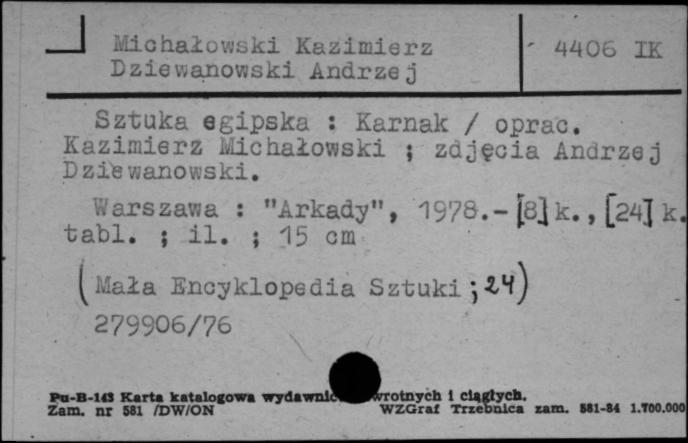 Michałowski Kazimierz
Dziewanowski Andrzej
4406 IK
Sztuka egipska : Karnak / oprac.
Kazimierz Michałowski ; zdjęcia Andrzej
Dziewanowski.
Warszawa : "Arkady", 1978.- [8] k., [24] k.
tabl. ; il. ; 15 cm
(Mała Encyklopedia Sztuki ; 24)
279906/76
Pu-B-143 Karta katalogowa wrotnych i ciągłych.
Zam. nr 581 /DW/ON WZGraf Trzebnica zam. 581-84 1.700.000